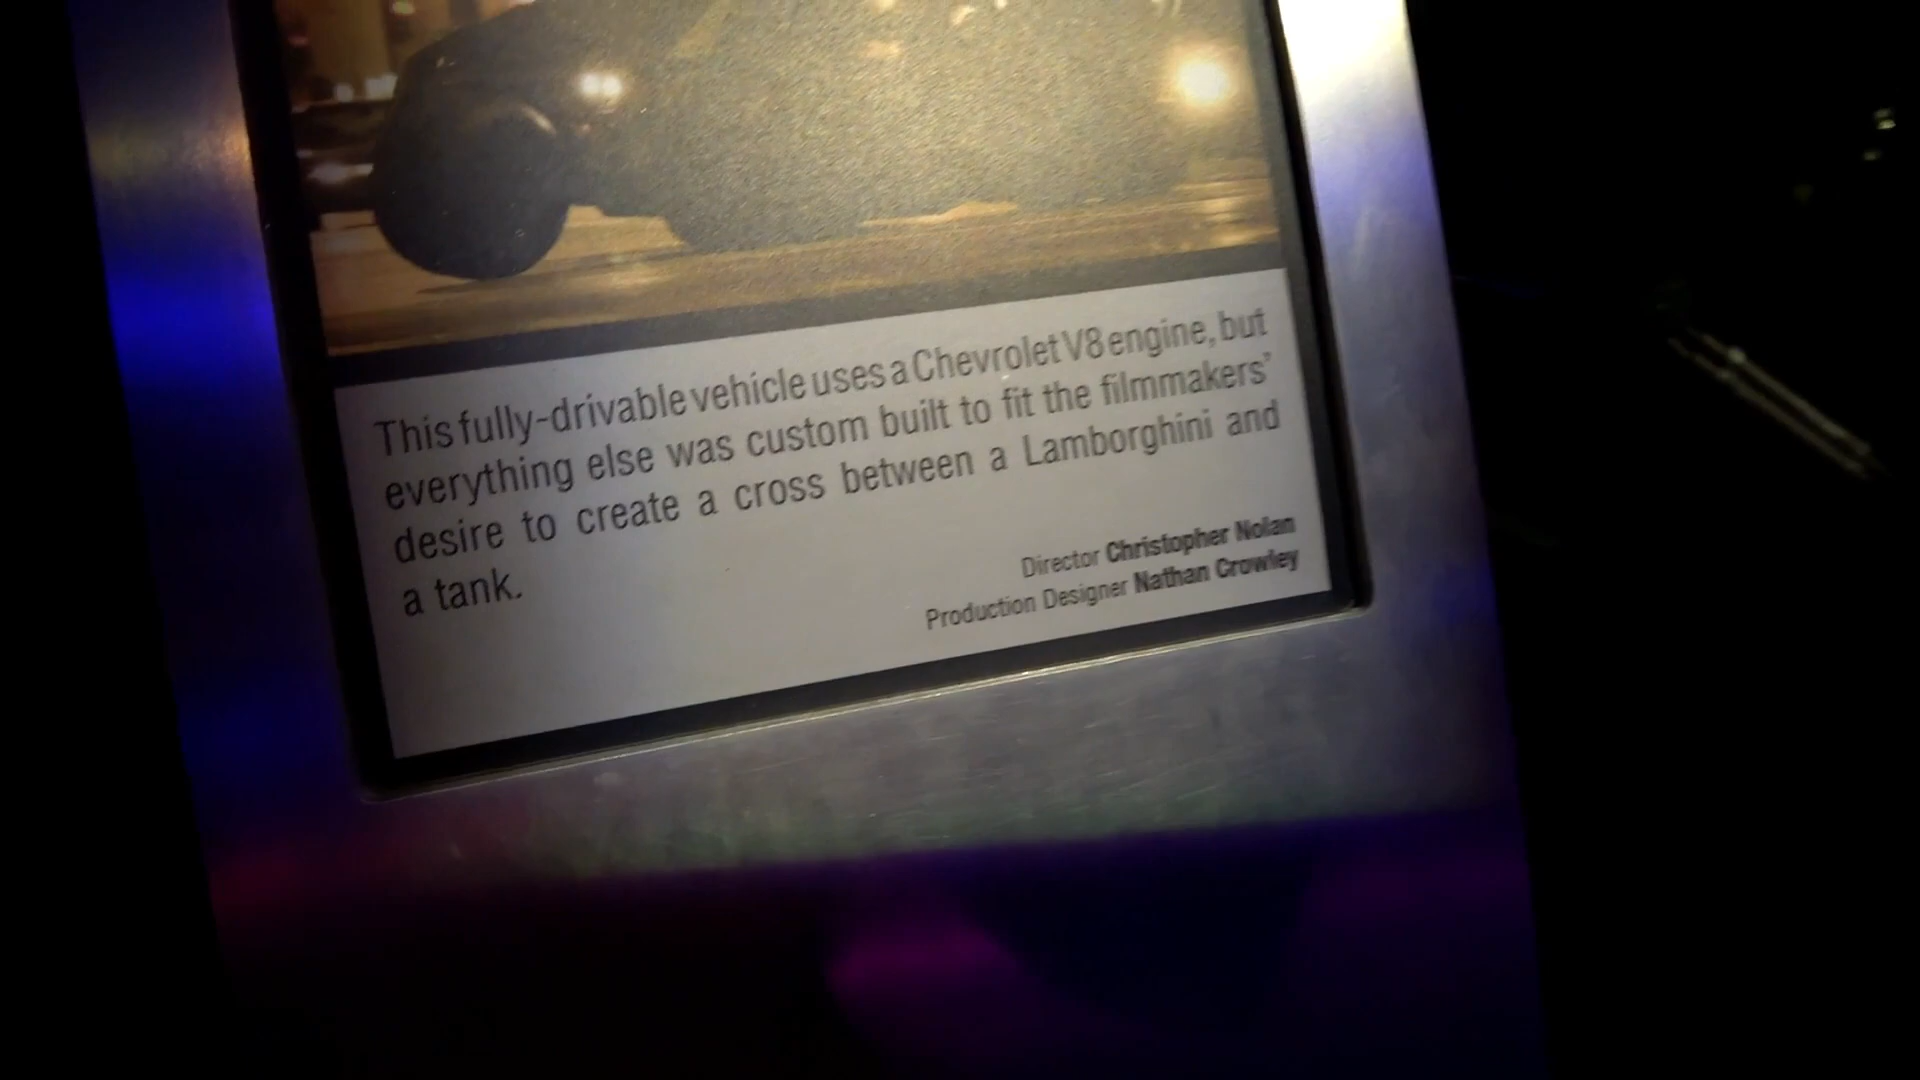 This fully-drivable vehicle uses a Chevrolet V8 engine, but
everything else was custom built to fit the filmmakers’
desire to create a cross between a Lamborghini and
a tank.
Director Christopher Nolan
Production Designer Nathan Crowley